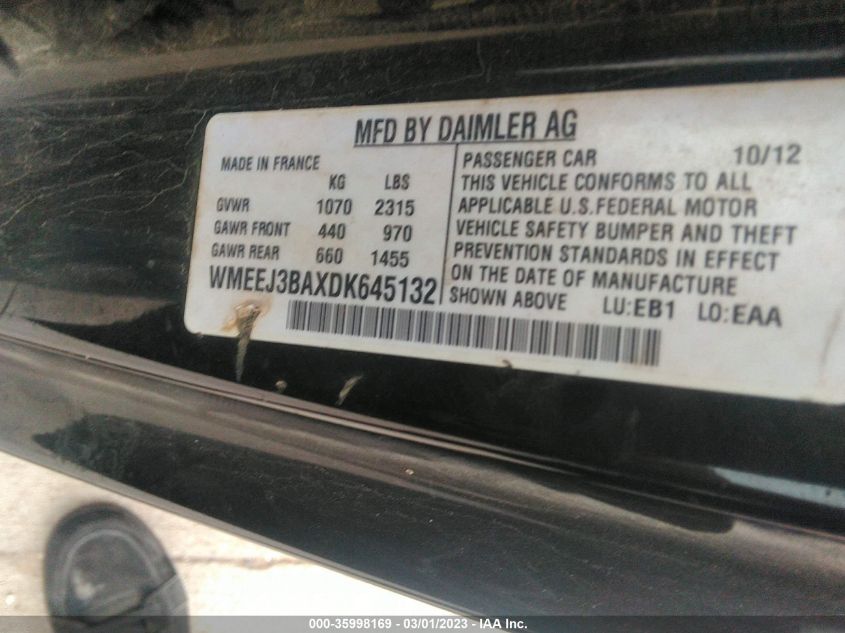 MFD BY DAIMLER AG
MADE IN FRANCE
KG LBS
GVWR 1070 2315
GAWR FRONT 440 970
GAWR REAR 660 1455
WMEEJ3BAXDK645132
PASSENGER CAR 10/12
THIS VEHICLE CONFORMS TO ALL
APPLICABLE U.S.FEDERAL MOTOR
VEHICLE SAFETY BUMPER AND THEFT
PREVENTION STANDARDS IN EFFECT
ON THE DATE OF MANUFACTURE
SHOWN ABOVE LU:EB1 LO:EAA
000-35998169 - 03/01/2023 - IAA Inc.